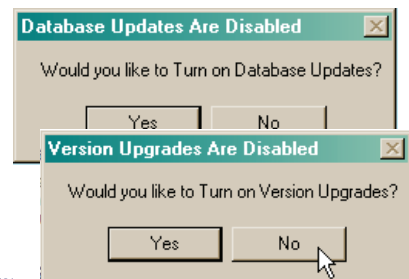 Database Updates Are Disabled
Would you like to Turn on Database Updates?
Yes No
Version Upgrades Are Disabled
Would you like to Turn on Version Upgrades?
Yes No